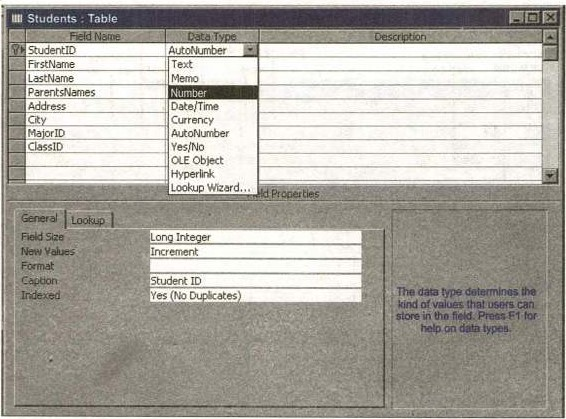 Students : Table
Field Name Data Type Description
StudentID AutoNumber
FirstName Text
LastName Memo
ParentsNames Number
Address Date/Time
City Currency
MajorID AutoNumber
ClassID Yes/No
OLE Object
Hyperlink
Lookup Wizard...
Field Properties
General Lookup
Field Size Long Integer
New Values Increment
Format
Caption Student ID
Indexed Yes (No Duplicates)
The data type determines the
kind of values that users can
store in the field. Press F1 for
help on data types.